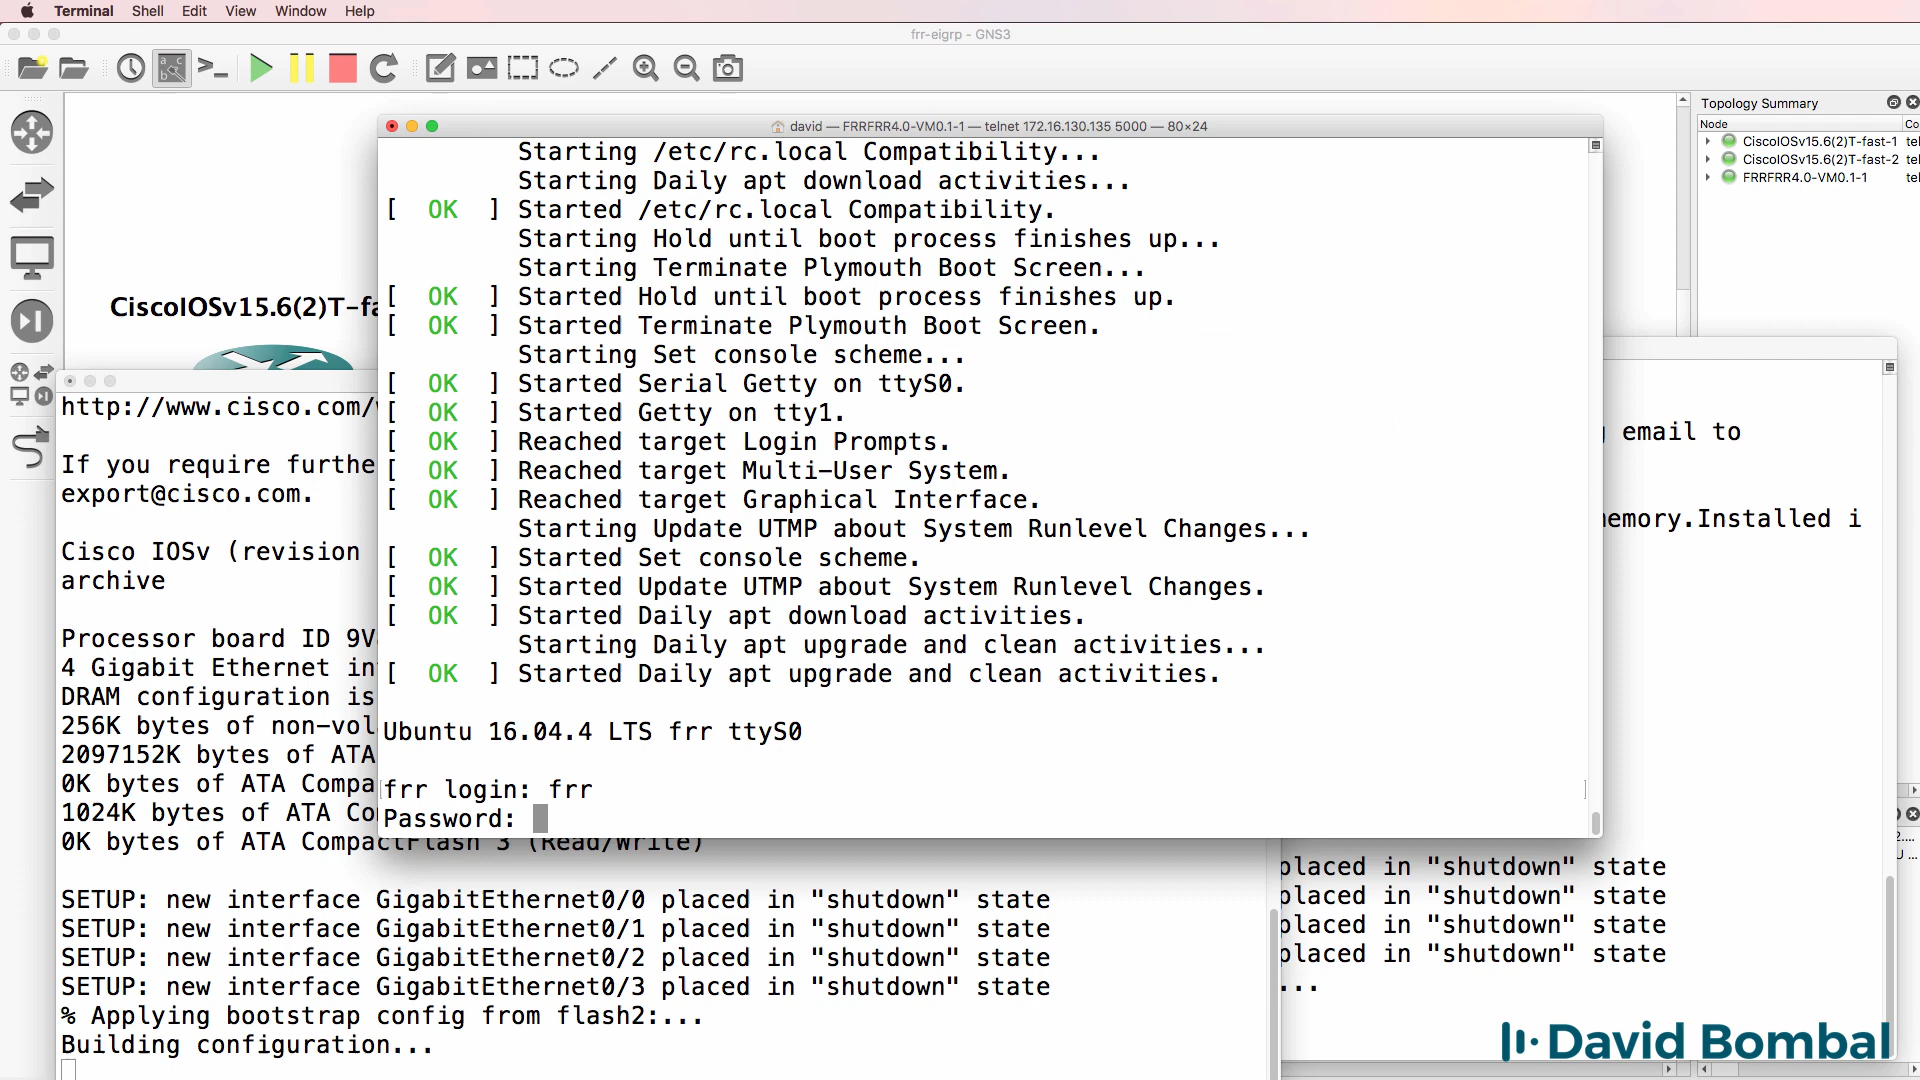 Terminal Shell Edit View Window Help
frr-eigrp - GNS3
Topology Summary
Node Co
CiscoIOSv15.6(2)T-fast-1 tel
CiscoIOSv15.6(2)T-fast-2 tel
FRRFRR4.0-VM0.1-1 tel
CiscoIOSv15.6(2)T-fa
david — FRRFRR4.0-VM0.1-1 — telnet 172.16.130.135 5000 — 80×24
Starting /etc/rc.local Compatibility...
Starting Daily apt download activities...
[ OK ] Started /etc/rc.local Compatibility.
Starting Hold until boot process finishes up...
Starting Terminate Plymouth Boot Screen...
[ OK ] Started Hold until boot process finishes up.
[ OK ] Started Terminate Plymouth Boot Screen.
Starting Set console scheme...
[ OK ] Started Serial Getty on ttyS0.
[ OK ] Started Getty on tty1.
[ OK ] Reached target Login Prompts.
[ OK ] Reached target Multi-User System.
[ OK ] Reached target Graphical Interface.
Starting Update UTMP about System Runlevel Changes...
[ OK ] Started Set console scheme.
[ OK ] Started Update UTMP about System Runlevel Changes.
[ OK ] Started Daily apt download activities.
Starting Daily apt upgrade and clean activities...
[ OK ] Started Daily apt upgrade and clean activities.
Ubuntu 16.04.4 LTS frr ttyS0
frr login: frr
Password:
http://www.cisco.com/
If you require furthe
export@cisco.com.
Cisco IOSv (revision
archive
Processor board ID 9V
4 Gigabit Ethernet in
DRAM configuration is
256K bytes of non-vol
2097152K bytes of ATA
0K bytes of ATA Compa
1024K bytes of ATA Co
0K bytes of ATA CompactFlash 3 (Read/Write)
SETUP: new interface GigabitEthernet0/0 placed in "shutdown" state
SETUP: new interface GigabitEthernet0/1 placed in "shutdown" state
SETUP: new interface GigabitEthernet0/2 placed in "shutdown" state
SETUP: new interface GigabitEthernet0/3 placed in "shutdown" state
% Applying bootstrap config from flash2:...
Building configuration...
email to
emory.Installed i
placed in "shutdown" state
placed in "shutdown" state
placed in "shutdown" state
placed in "shutdown" state
...
David Bombal